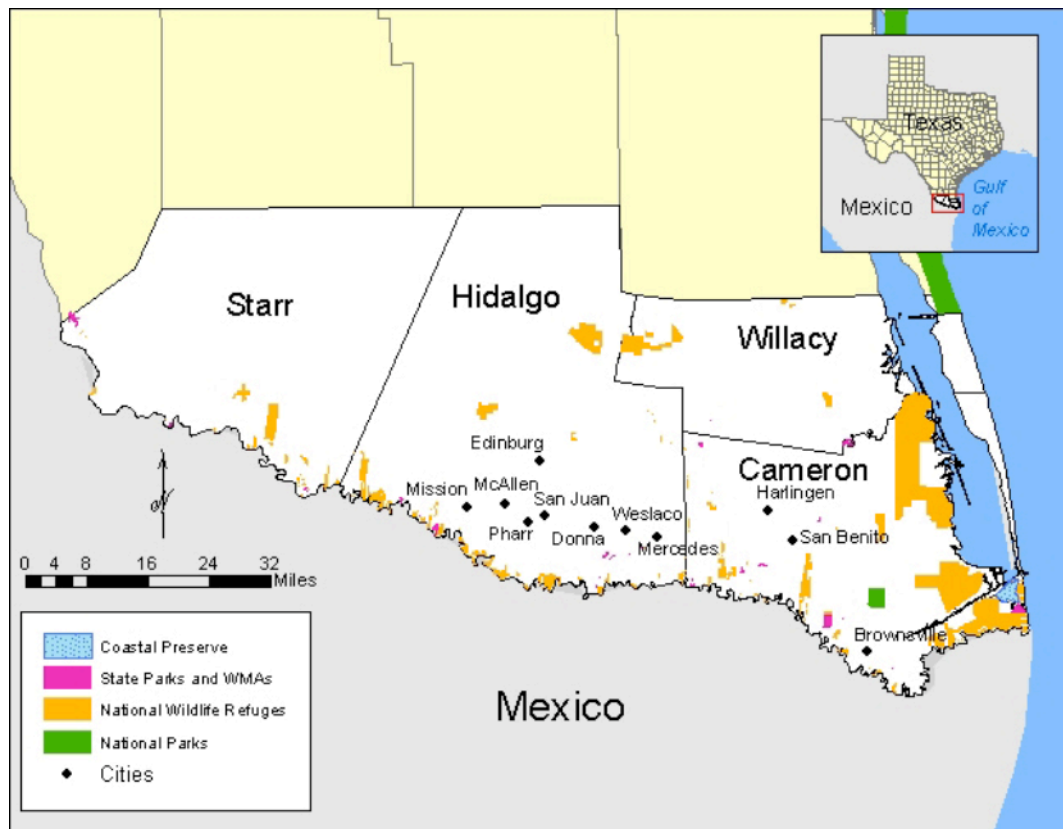 Texas
Mexico
Gulf
of
Mexico
Starr
Hidalgo
Willacy
Cameron
Edinburg
Mission
McAllen
San Juan
Pharr
Donna
Weslaco
Mercedes
Harlingen
San Benito
Brownsville
N
0 4 8 16 24 32
Miles
Mexico
Coastal Preserve
State Parks and WMAs
National Wildlife Refuges
National Parks
Cities